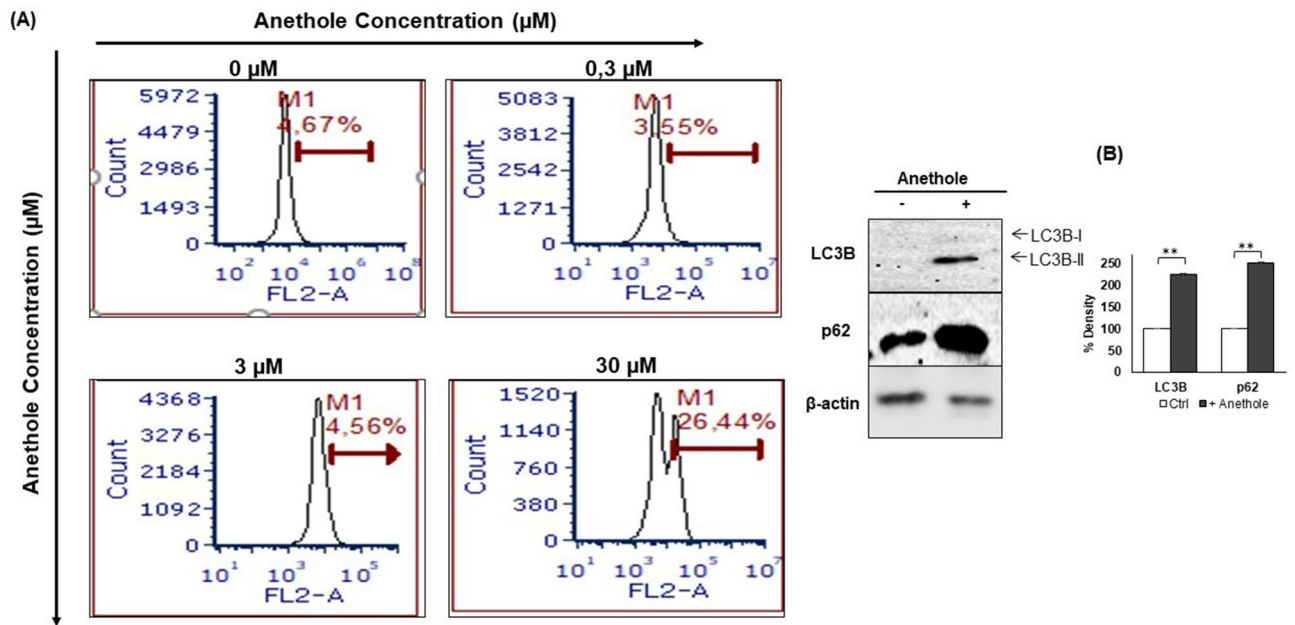 (A)
Anethole Concentration (µM)
Anethole Concentration (µM)
0 µM
5972
4479
2986
1493
0
Count
M1
4,67%
10² 10⁴ 10⁶ 10⁸
FL2-A
0,3 µM
5083
3812
2542
1271
0
Count
M1
3,55%
10¹ 10³ 10⁵ 10⁷
FL2-A
3 µM
4368
3276
2184
1092
0
Count
M1
4,56%
10¹ 10³ 10⁵
FL2-A
30 µM
1520
1140
760
380
0
Count
M1
26,44%
10¹ 10³ 10⁵ 10⁷
FL2-A
(B)
Anethole
- +
LC3B
LC3B-I
LC3B-II
p62
β-actin
% Density
250
200
150
100
50
0
** **
LC3B p62
Ctrl + Anethole